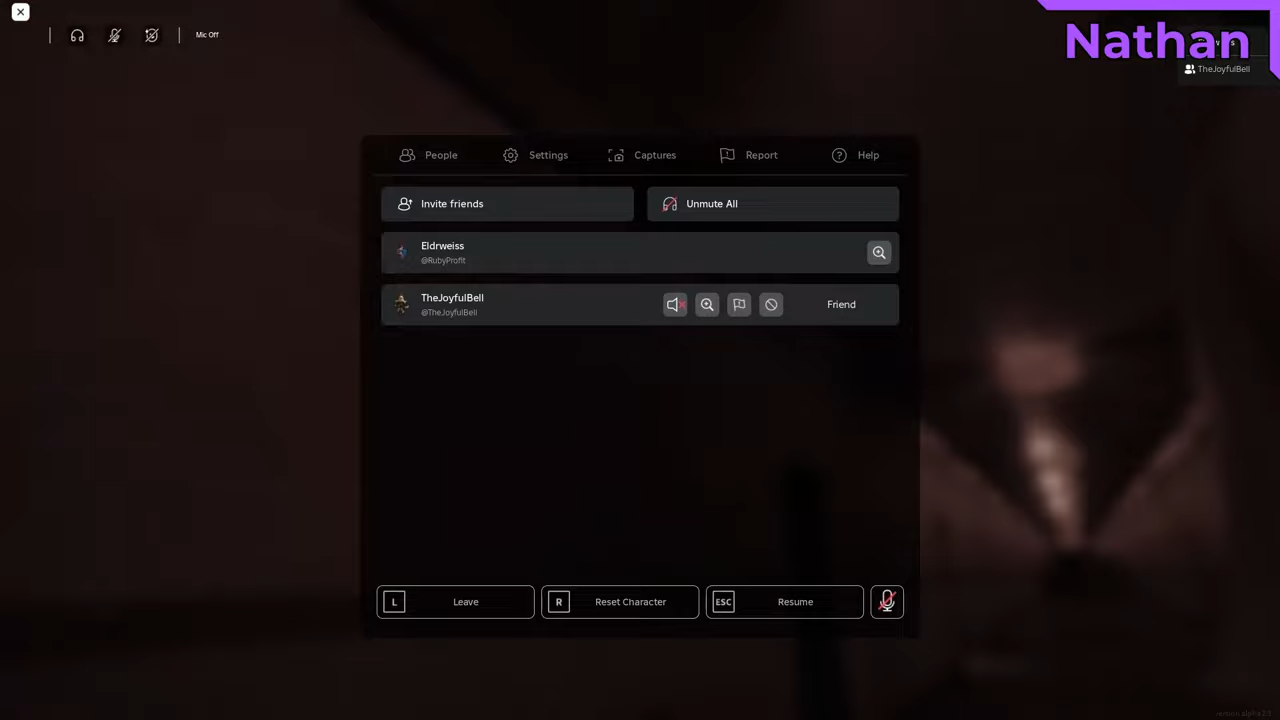 Mic Off
Nathan
TheJoyfulBell
People
Settings
Captures
Report
Help
Invite friends
Unmute All
Eldrweiss
@RubyProfit
TheJoyfulBell
@TheJoyfulBell
Friend
L
Leave
R
Reset Character
ESC
Resume